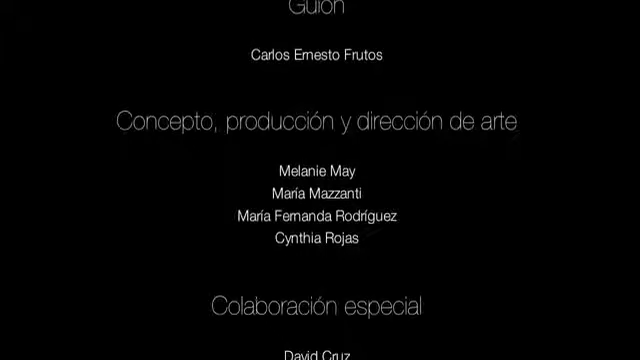 Guión
Carlos Ernesto Frutos
Concepto, producción y dirección de arte
Melanie May
María Mazzanti
María Fernanda Rodríguez
Cynthia Rojas
Colaboración especial
David Cruz